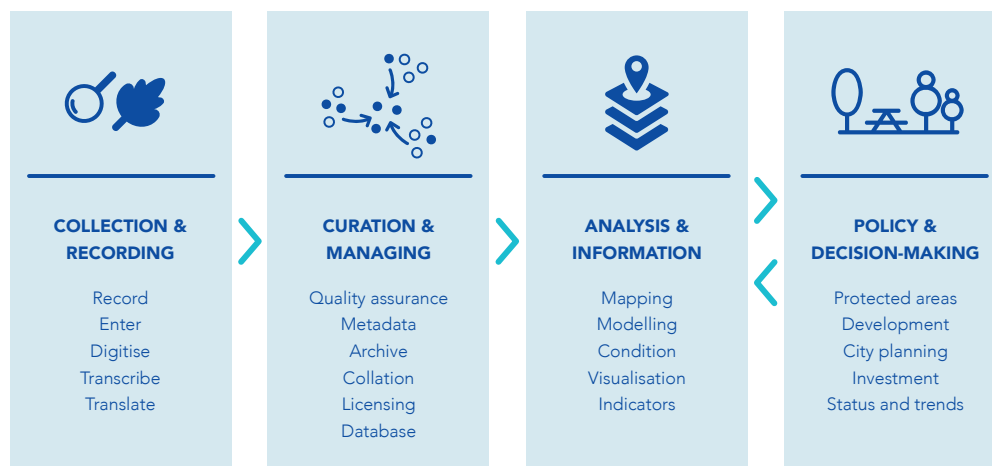 COLLECTION &
RECORDING
Record
Enter
Digitise
Transcribe
Translate
CURATION &
MANAGING
Quality assurance
Metadata
Archive
Collation
Licensing
Database
ANALYSIS &
INFORMATION
Mapping
Modelling
Condition
Visualisation
Indicators
POLICY &
DECISION-MAKING
Protected areas
Development
City planning
Investment
Status and trends